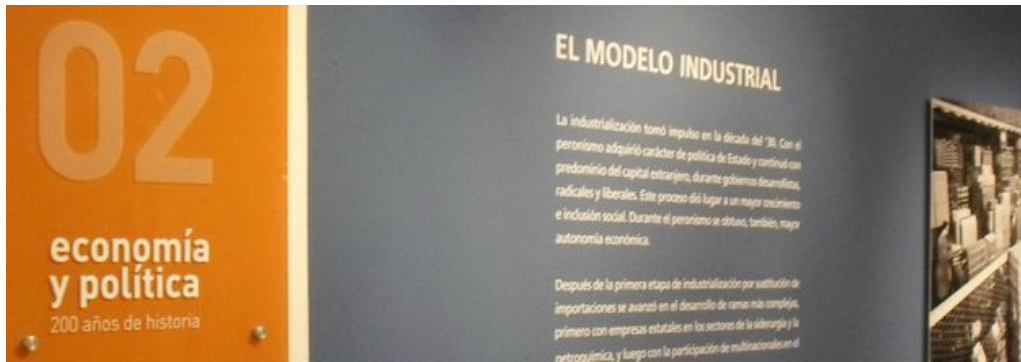 02
economía
y política
200 años de historia
EL MODELO INDUSTRIAL
La industrialización tomó impulso en la década del '30. Con el
peronismo adquirió carácter de política de Estado y continuó con
predominio del capital extranjero, durante gobiernos desarrollistas,
radicales y liberales. Este proceso dió lugar a un mayor crecimiento
e inclusión social. Durante el peronismo se obtuvo, también, mayor
autonomía económica.
Después de la primera etapa de industrialización por sustitución de
importaciones se avanzó en el desarrollo de ramas más complejas,
primero con empresas estatales en los sectores de la siderurgia y la
petroquímica, y luego con la participación de multinacionales en el